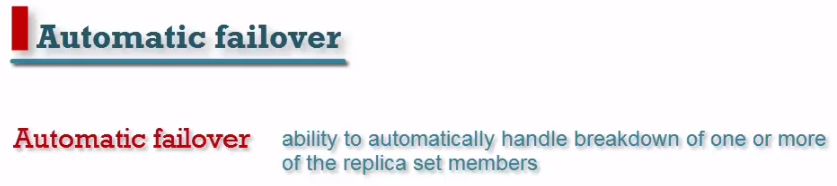 Automatic failover
Automatic failover ability to automatically handle breakdown of one or more
of the replica set members